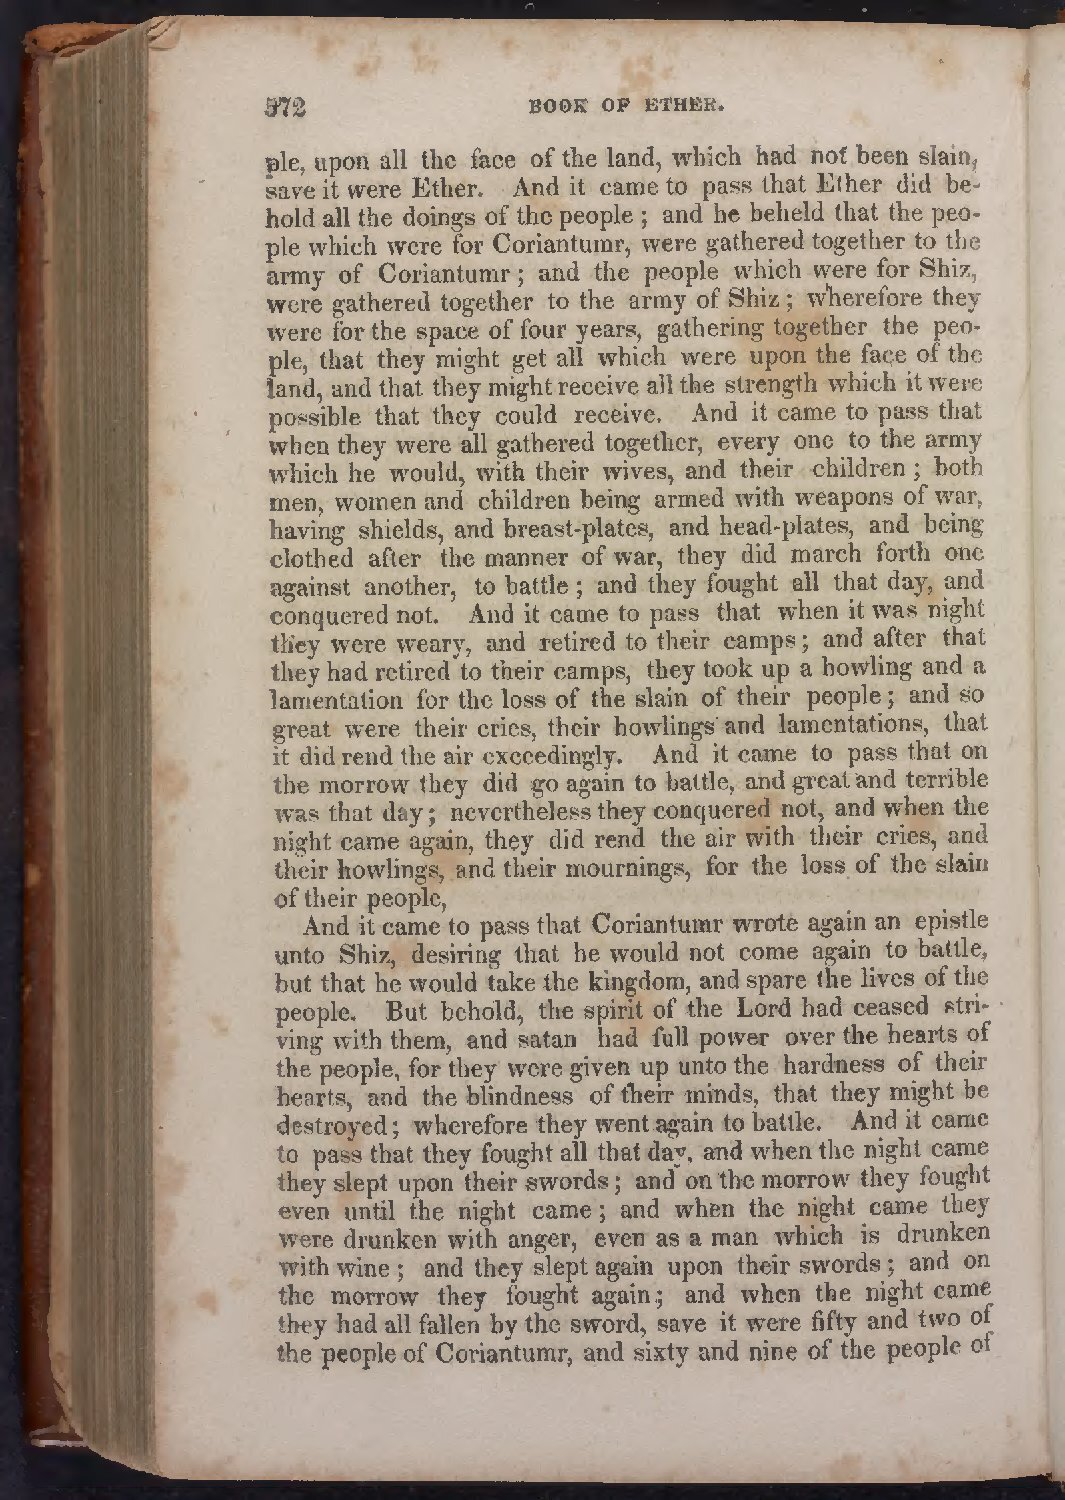 572 BOOK OF ETHER.
ple, upon all the face of the land, which had not been slain,
save it were Ether. And it came to pass that Ether did be-
hold all the doings of the people ; and he beheld that the peo-
ple which were for Coriantumr, were gathered together to the
army of Coriantumr ; and the people which were for Shiz,
were gathered together to the army of Shiz ; wherefore they
were for the space of four years, gathering together the peo-
ple, that they might get all which were upon the face of the
land, and that they might receive all the strength which it were
possible that they could receive. And it came to pass that
when they were all gathered together, every one to the army
which he would, with their wives, and their children ; both
men, women and children being armed with weapons of war,
having shields, and breast-plates, and head-plates, and being
clothed after the manner of war, they did march forth one
against another, to battle ; and they fought all that day, and
conquered not. And it came to pass that when it was night
they were weary, and retired to their camps ; and after that
they had retired to their camps, they took up a howling and a
lamentation for the loss of the slain of their people ; and so
great were their cries, their howlings and lamentations, that
it did rend the air exceedingly. And it came to pass that on
the morrow they did go again to battle, and great and terrible
was that day ; nevertheless they conquered not, and when the
night came again, they did rend the air with their cries, and
their howlings, and their mournings, for the loss of the slain
of their people,
And it came to pass that Coriantumr wrote again an epistle
unto Shiz, desiring that he would not come again to battle,
but that he would take the kingdom, and spare the lives of the
people. But behold, the spirit of the Lord had ceased stri-
ving with them, and satan had full power over the hearts of
the people, for they were given up unto the hardness of their
hearts, and the blindness of their minds, that they might be
destroyed ; wherefore they went again to battle. And it came
to pass that they fought all that day, and when the night came
they slept upon their swords ; and on the morrow they fought
even until the night came ; and when the night came they
were drunken with anger, even as a man which is drunken
with wine ; and they slept again upon their swords ; and on
the morrow they fought again ; and when the night came
they had all fallen by the sword, save it were fifty and two of
the people of Coriantumr, and sixty and nine of the people of